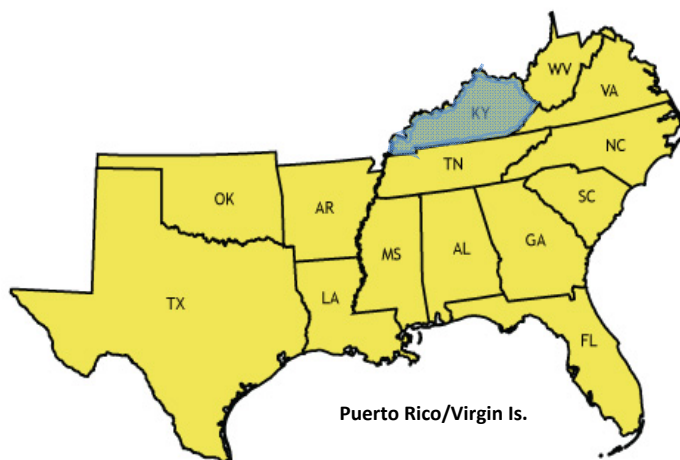 WV
KY
VA
NC
TN
OK
AR
SC
MS
AL
GA
LA
TX
FL
Puerto Rico/Virgin Is.